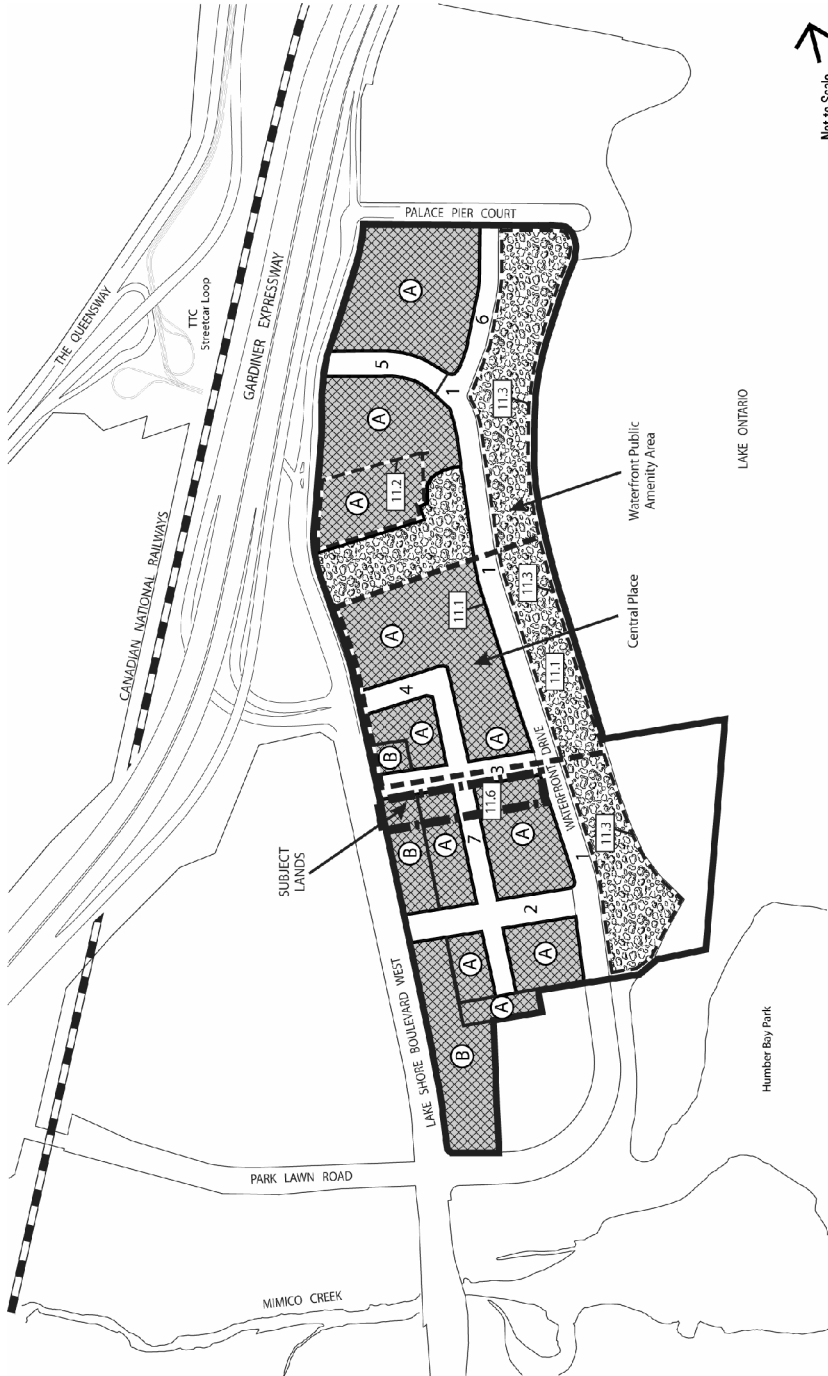 Not to Scale
THE QUEENSWAY
TTC
Streetcar Loop
GARDINER EXPRESSWAY
CANADIAN NATIONAL RAILWAYS
PALACE PIER COURT
A
6
5
1
11.3
A
A
11.2
Waterfront Public
Amenity Area
LAKE ONTARIO
1
11.3
11.1
A
Central Place
11.1
4
A
B
A
3
WATERFRONT DRIVE
SUBJECT
LANDS
11.6
7
B
A
A
1
11.3
2
A
A
A
B
LAKE SHORE BOULEVARD WEST
Humber Bay Park
PARK LAWN ROAD
MIMICO CREEK